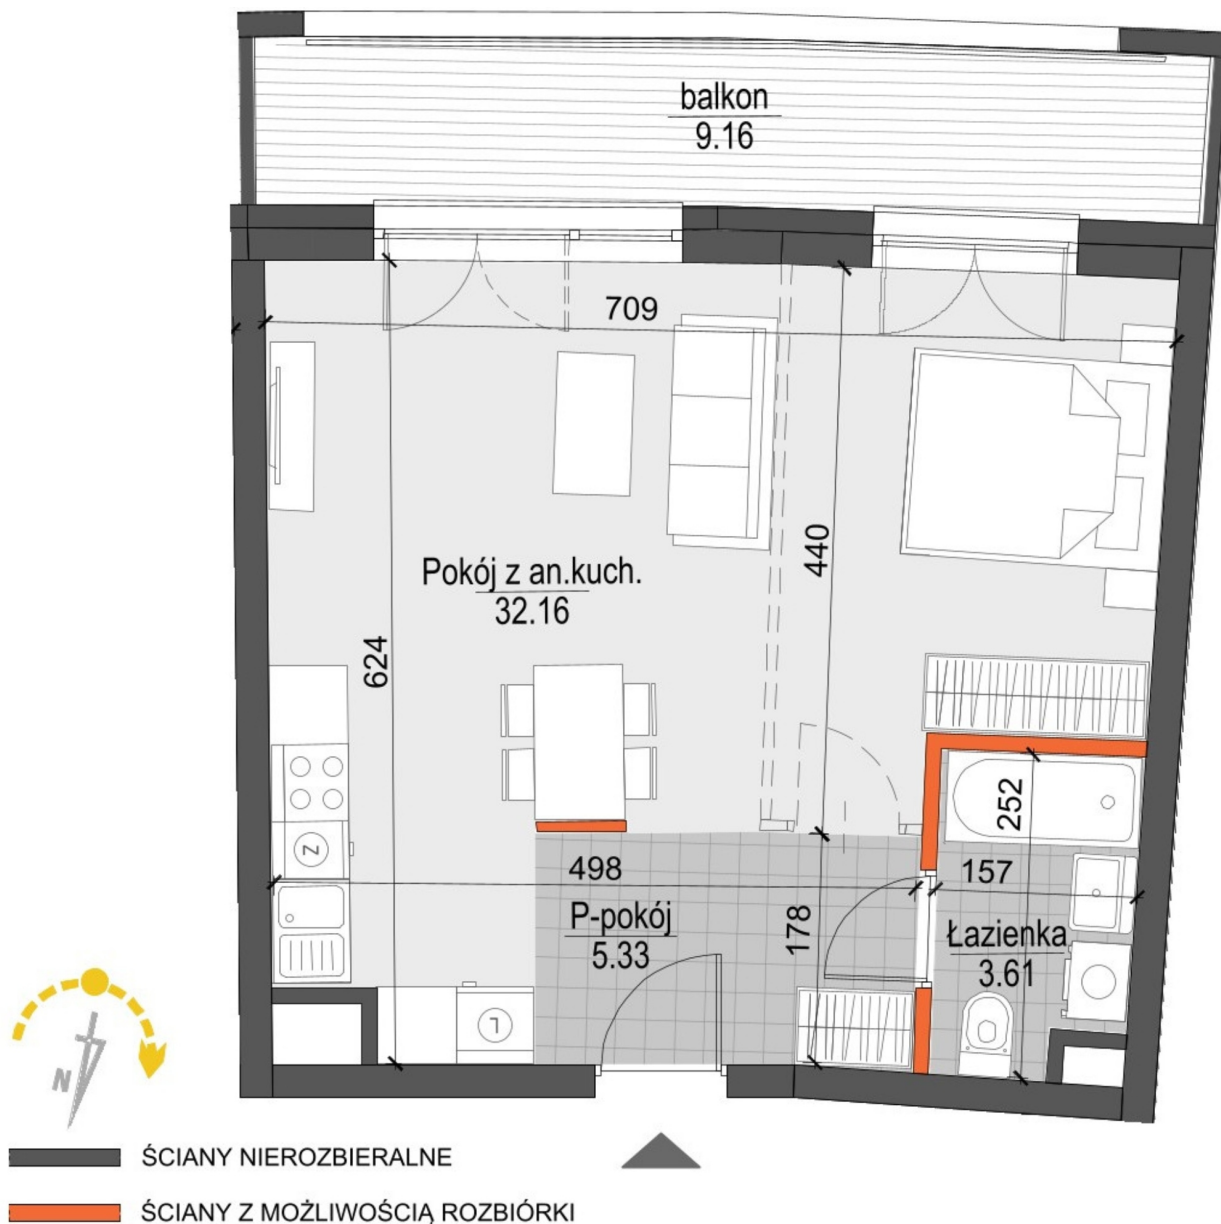 balkon
9.16
709
440
Pokój z an.kuch.
32.16
624
252
Z
498
157
P-pokój
5.33
178
Łazienka
3.61
L
N
ŚCIANY NIEROZBIERALNE
ŚCIANY Z MOŻLIWOŚCIĄ ROZBIÓRKI